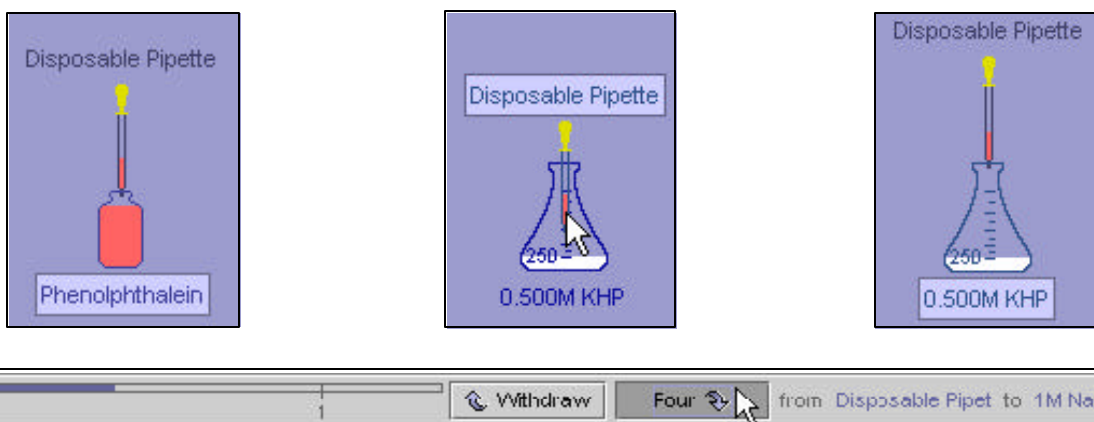 Disposable Pipette
Phenolphthalein
Disposable Pipette
250
0.500M KHP
Disposable Pipette
250
0.500M KHP
1
Withdraw
Four
from Disposable Pipet to 1M Na